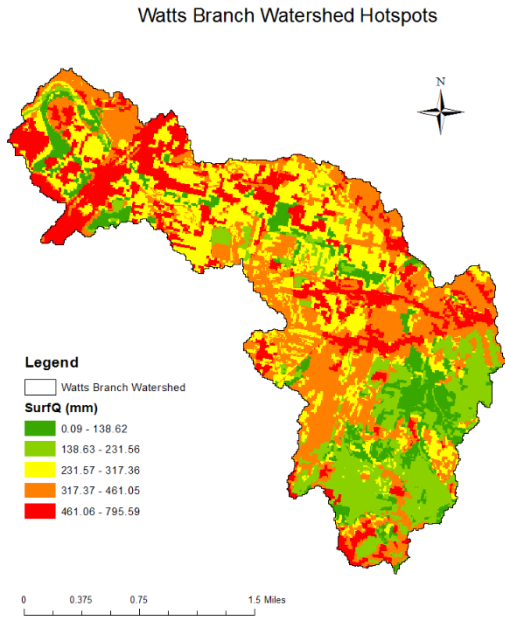 Watts Branch Watershed Hotspots
N
Legend
Watts Branch Watershed
SurfQ (mm)
0.09 - 138.62
138.63 - 231.56
231.57 - 317.36
317.37 - 461.05
461.06 - 795.59
0 0.375 0.75 1.5 Miles